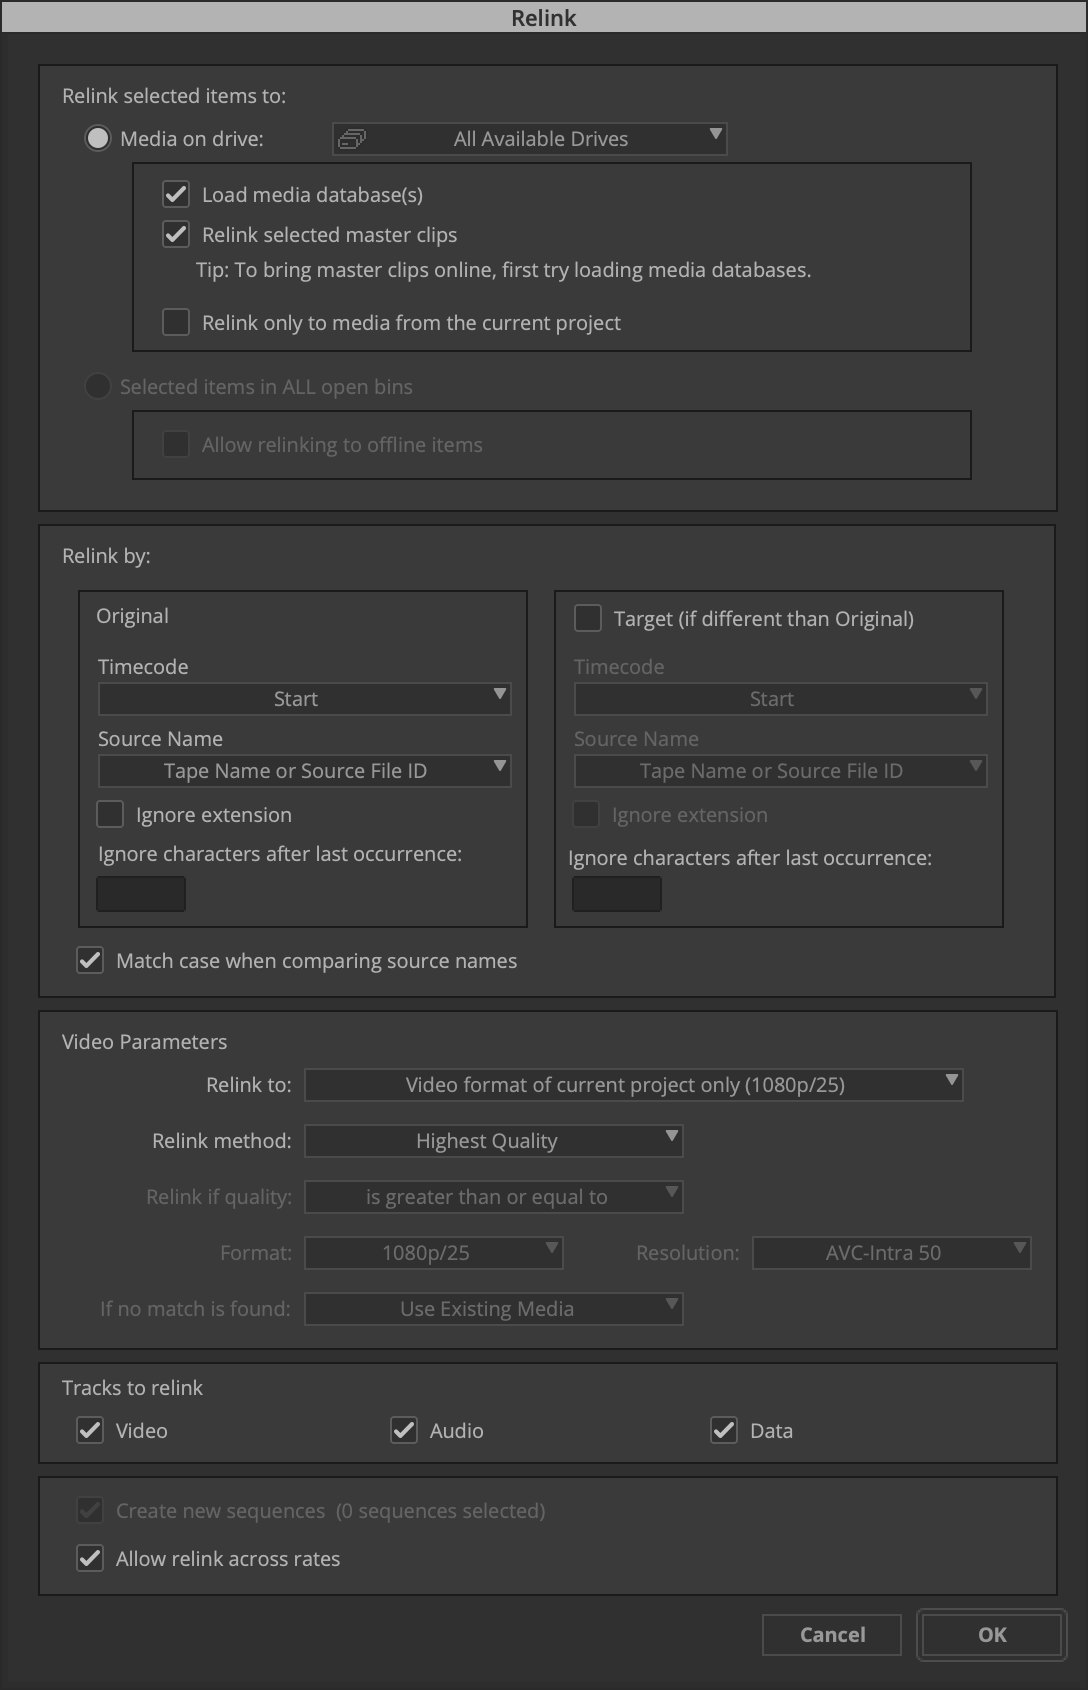 Relink
Relink selected items to:
Media on drive: All Available Drives
Load media database(s)
Relink selected master clips
Tip: To bring master clips online, first try loading media databases.
Relink only to media from the current project
Selected items in ALL open bins
Allow relinking to offline items
Relink by:
Original
Timecode
Start
Source Name
Tape Name or Source File ID
Ignore extension
Ignore characters after last occurrence:
Target (if different than Original)
Timecode
Start
Source Name
Tape Name or Source File ID
Ignore extension
Ignore characters after last occurrence:
Match case when comparing source names
Video Parameters
Relink to: Video format of current project only (1080p/25)
Relink method: Highest Quality
Relink if quality: is greater than or equal to
Format: 1080p/25 Resolution: AVC-Intra 50
If no match is found: Use Existing Media
Tracks to relink
Video Audio Data
Create new sequences (0 sequences selected)
Allow relink across rates
Cancel OK